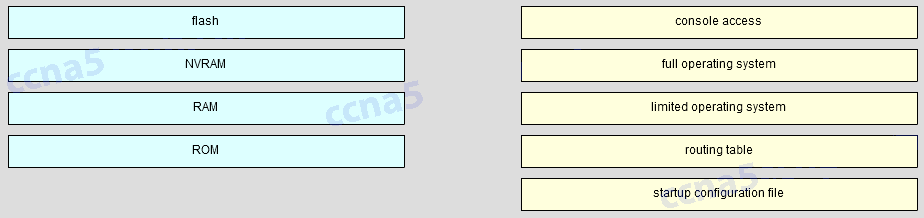 flash
NVRAM
RAM
ROM
console access
full operating system
limited operating system
routing table
startup configuration file
ccna5
ccna5
ccna5